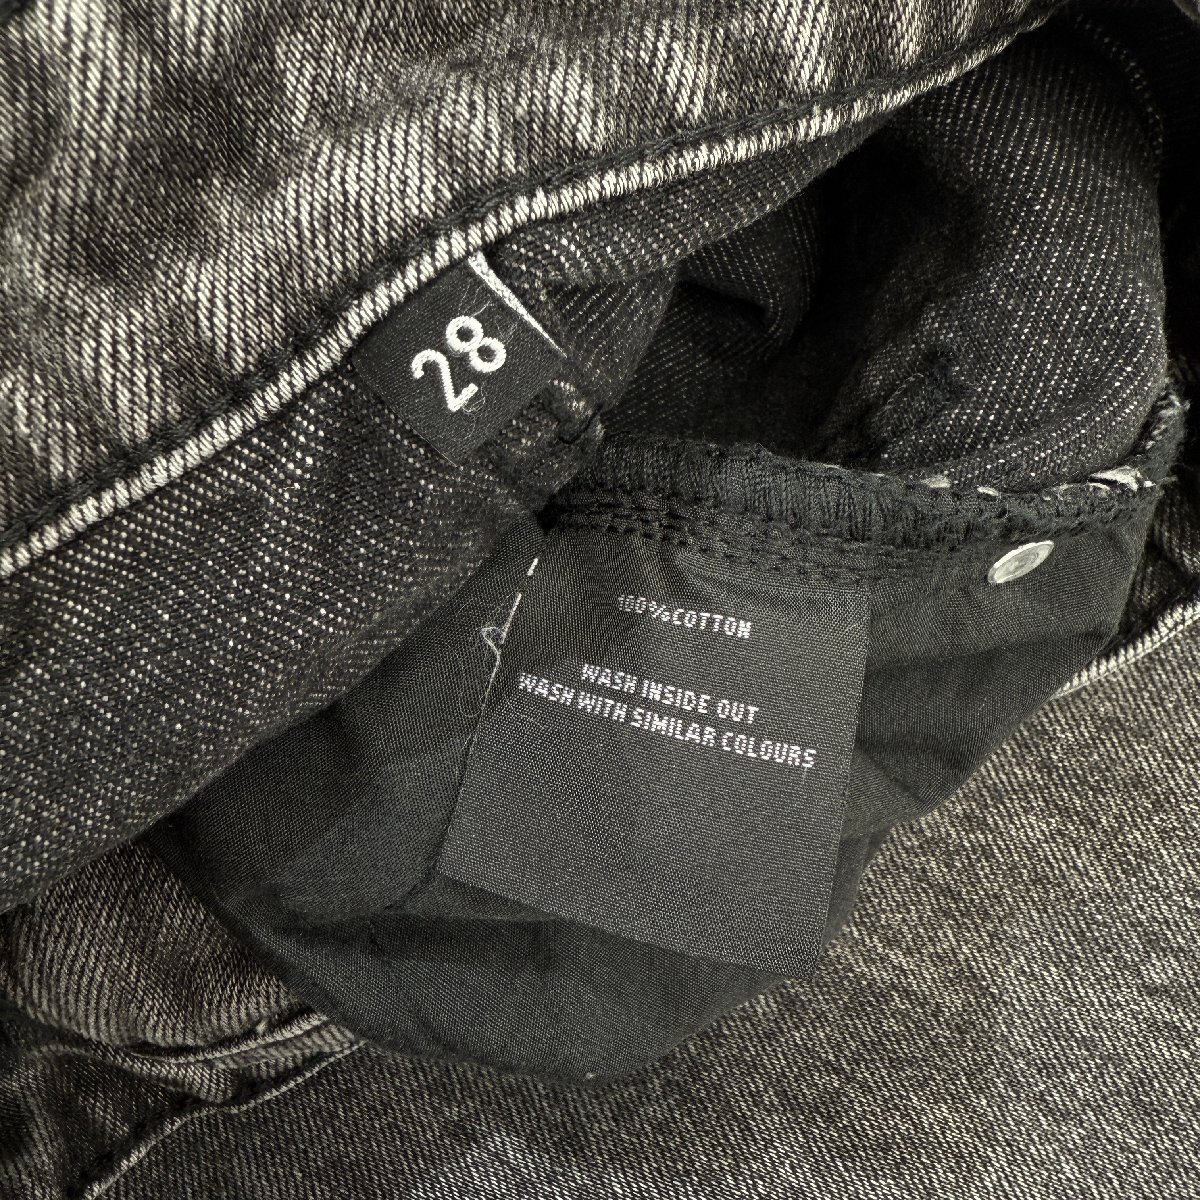 28
100%COTTON
WASH INSIDE OUT
WASH WITH SIMILAR COLOURS